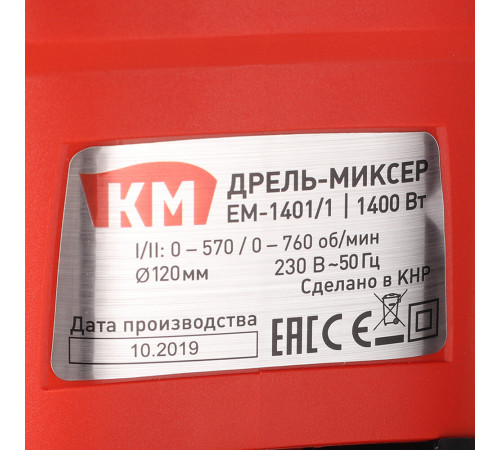 КМ
ДРЕЛЬ-МИКСЕР
ЕМ-1401/1 | 1400 Вт
I/II: 0 – 570 / 0 – 760 об/мин
Ø120мм 230 В ~50 Гц
Сделано в КНР
Дата производства
10.2019
EAC CE